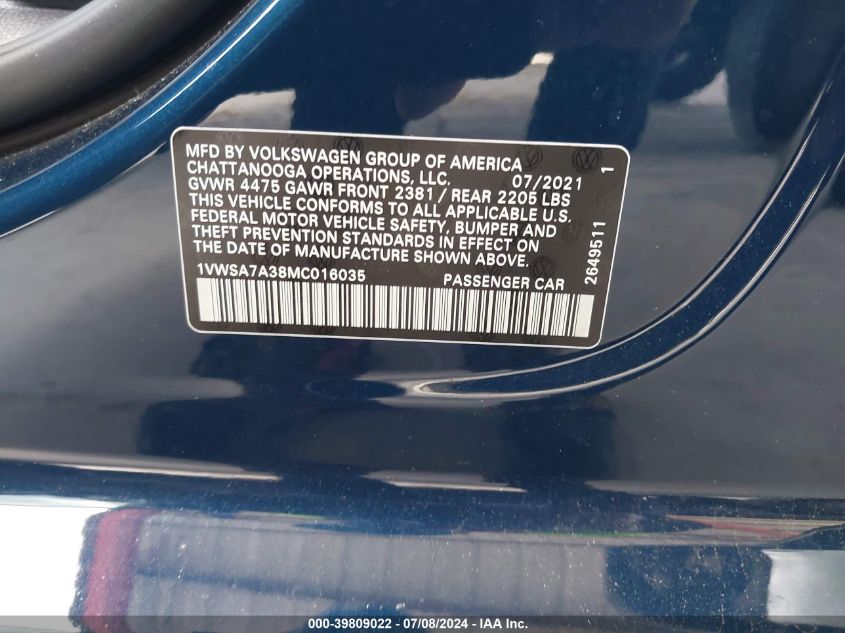 MFD BY VOLKSWAGEN GROUP OF AMERICA
CHATTANOOGA OPERATIONS, LLC. 07/2021 1
GVWR 4475 GAWR FRONT 2381 / REAR 2205 LBS
THIS VEHICLE CONFORMS TO ALL APPLICABLE U.S.
FEDERAL MOTOR VEHICLE SAFETY, BUMPER AND
THEFT PREVENTION STANDARDS IN EFFECT ON
DATE OF MANUFACTURE SHOWN ABOVE.
1VWSA7A38MC016035 PASSENGER CAR
2649511
000-39809022 - 07/08/2024 - IAA Inc.